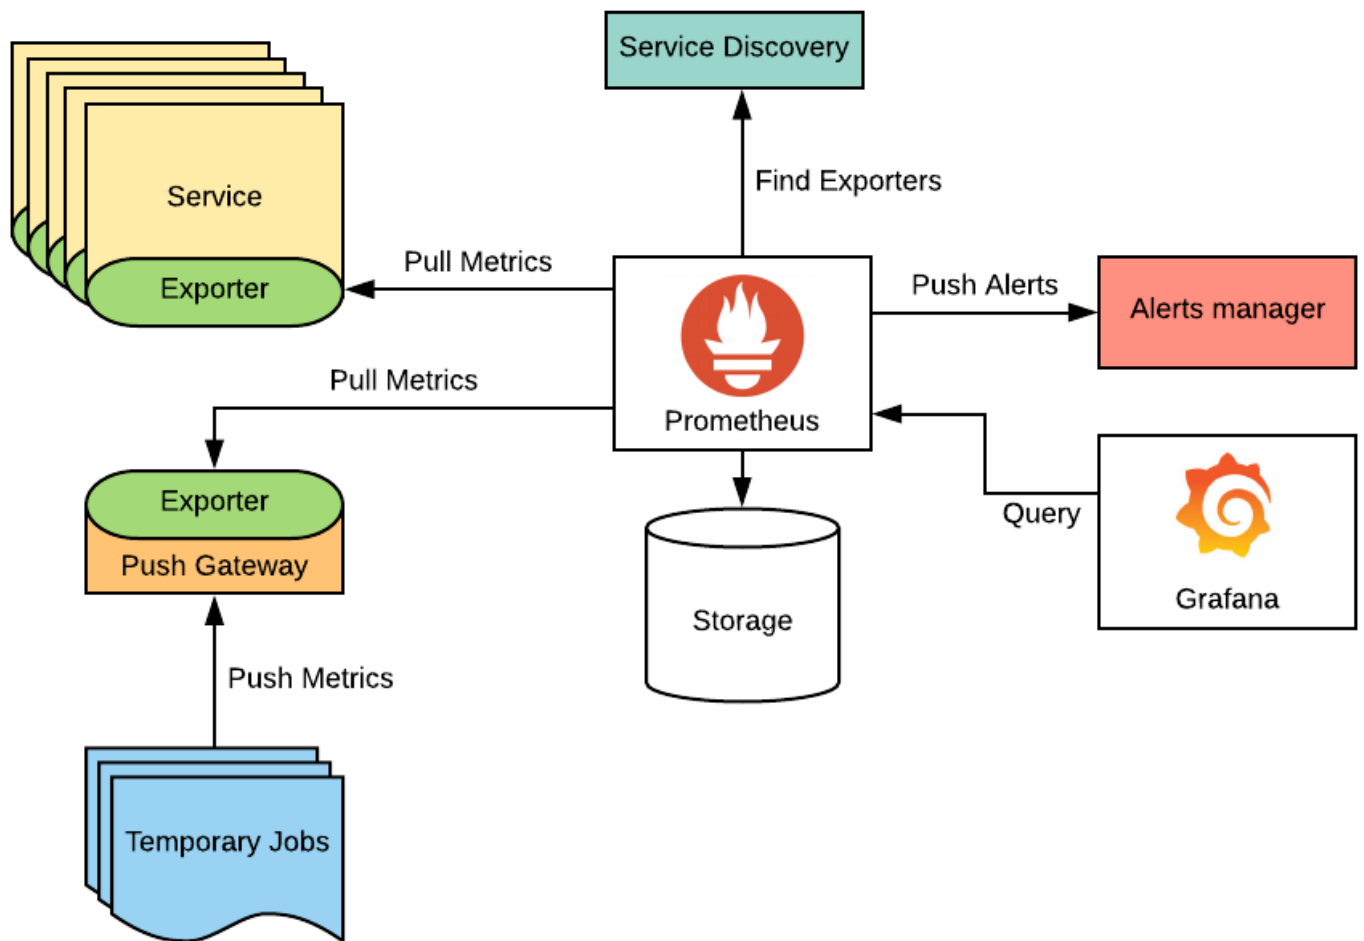 Service Discovery
Service
Find Exporters
Pull Metrics
Exporter
Push Alerts
Alerts manager
Pull Metrics
Prometheus
Exporter
Query
Push Gateway
Grafana
Storage
Push Metrics
Temporary Jobs